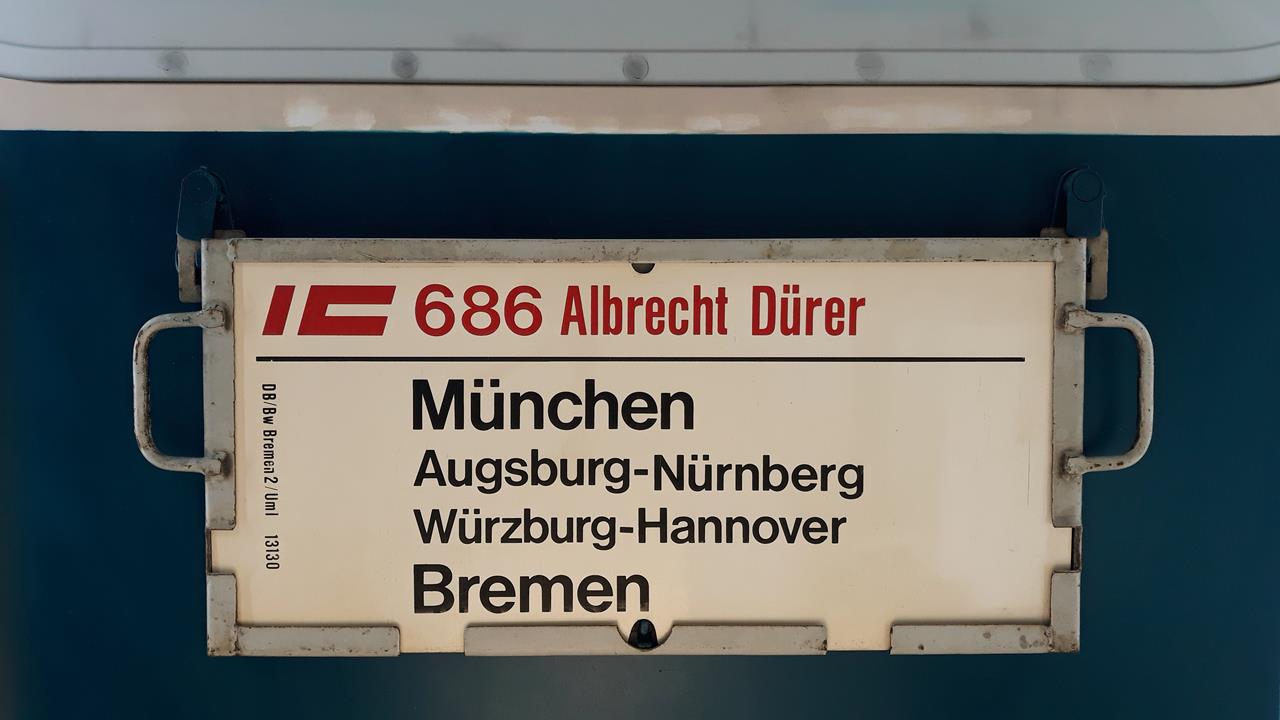 IC 686 Albrecht Dürer
München
Augsburg-Nürnberg
Würzburg-Hannover
Bremen
DB/Bw Bremen 2/Uml 13130